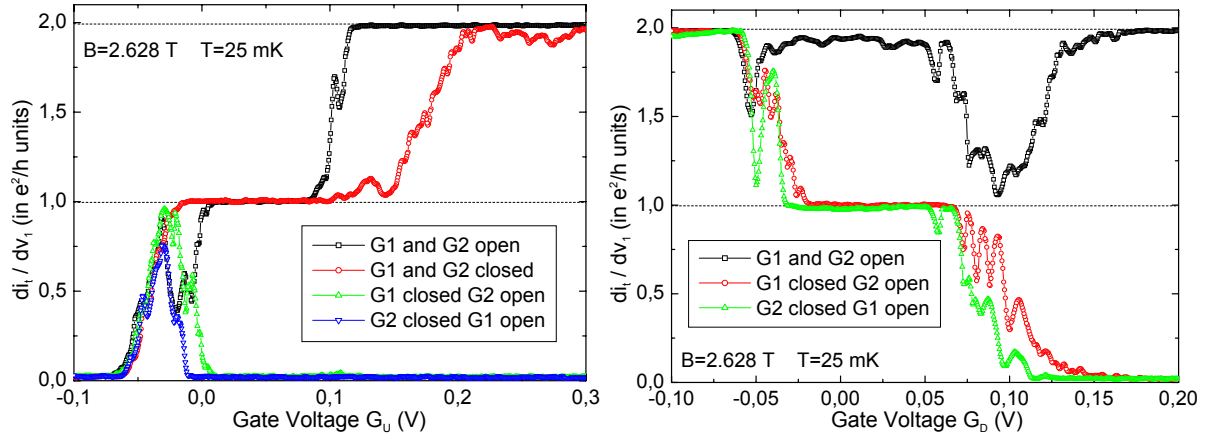 2,0
1,5
1,0
0,5
0,0
di_t / dv_1 (in e²/h units)
B=2.628 T T=25 mK
G1 and G2 open
G1 and G2 closed
G1 closed G2 open
G2 closed G1 open
-0,1 0,0 0,1 0,2 0,3
Gate Voltage G_U (V)
2,0
1,5
1,0
0,5
0,0
di_t / dv_1 (in e²/h units)
G1 and G2 open
G1 closed G2 open
G2 closed G1 open
B=2.628 T T=25 mK
-0,10 -0,05 0,00 0,05 0,10 0,15 0,20
Gate Voltage G_D (V)